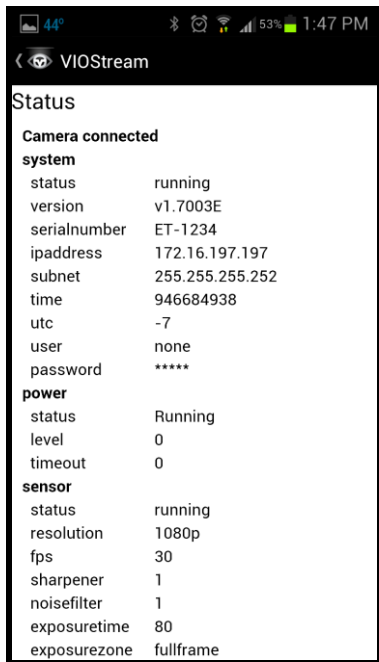 44° 53% 1:47 PM
VIOStream
Status
Camera connected
system
status running
version v1.7003E
serialnumber ET-1234
ipaddress 172.16.197.197
subnet 255.255.255.252
time 946684938
utc -7
user none
password *****
power
status Running
level 0
timeout 0
sensor
status running
resolution 1080p
fps 30
sharpener 1
noisefilter 1
exposuretime 80
exposurezone fullframe